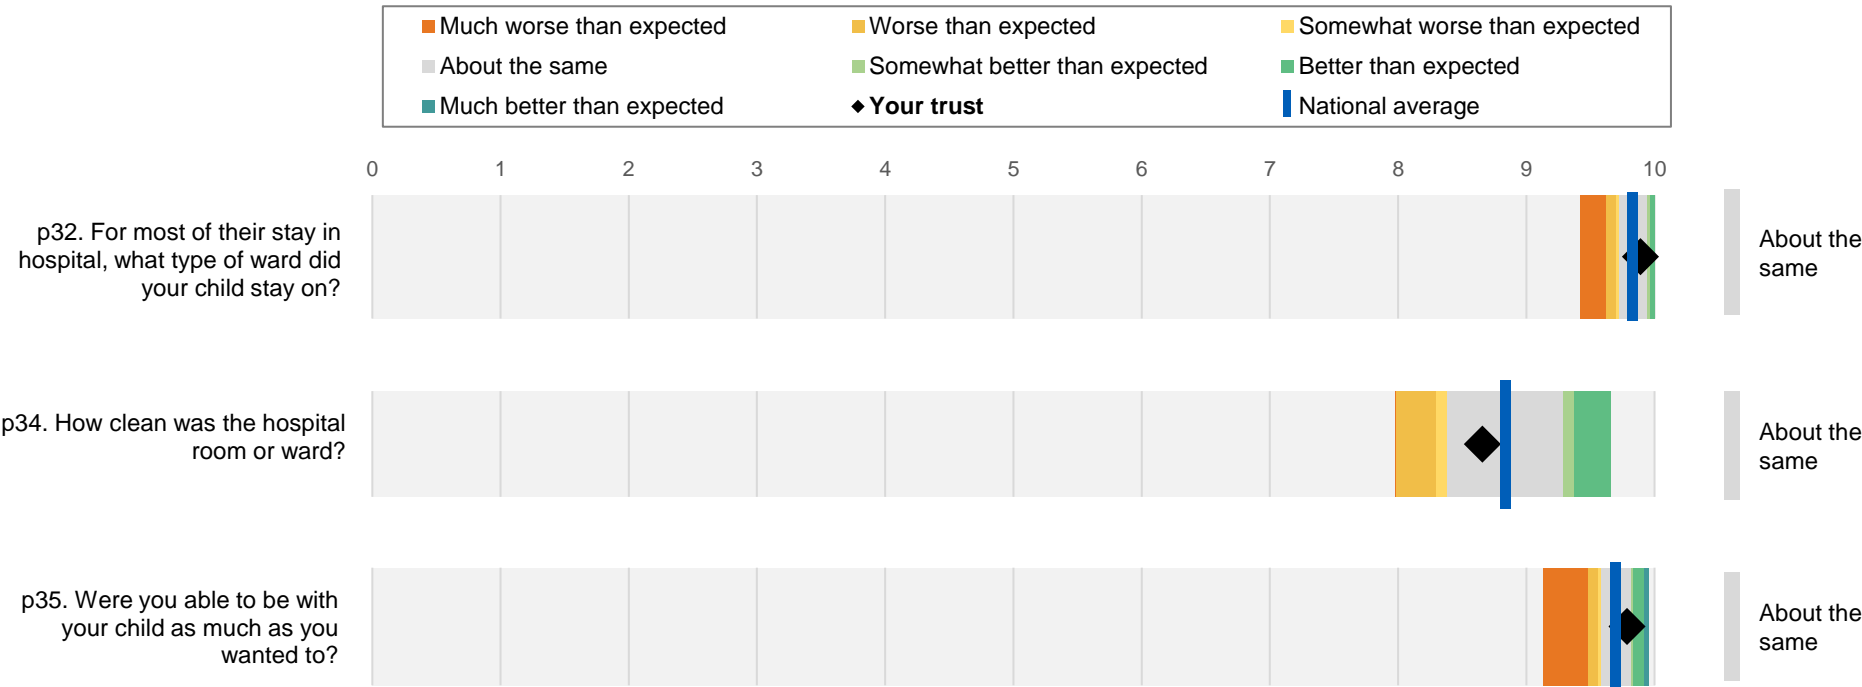 Much worse than expected
Worse than expected
Somewhat worse than expected
About the same
Somewhat better than expected
Better than expected
Much better than expected
Your trust
National average
0 1 2 3 4 5 6 7 8 9 10
p32. For most of their stay in
hospital, what type of ward did
your child stay on?
About the
same
p34. How clean was the hospital
room or ward?
About the
same
p35. Were you able to be with
your child as much as you
wanted to?
About the
same